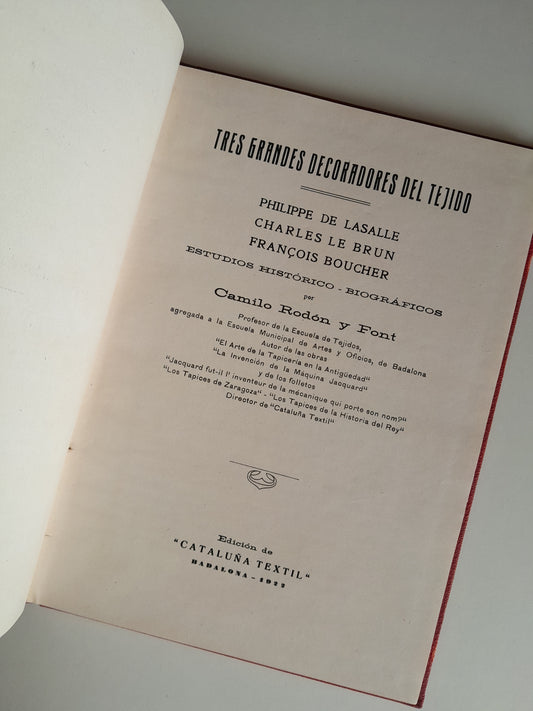 TRES GRANDES DECORADORES DEL TEJIDO
PHILIPPE DE LASALLE
CHARLES LE BRUN
FRANÇOIS BOUCHER
ESTUDIOS HISTÓRICO - BIOGRÁFICOS
por
Camilo Rodón y Font
Profesor de la Escuela de Tejidos,
agregada a la Escuela Municipal de Artes y Oficios, de Badalona
Autor de las obras
"El Arte de la Tapicería en la Antigüedad"
"La Invención de la Maquina Jacquard"
y de los folletos
"Jacquard fut-il l' inventeur de la mécanique qui porte son nom?"
"Los Tapices de Zaragoza" - "Los Tapices de la Historia del Rey"
Director de "Cataluña Textil"
Edición de
"CATALUÑA TEXTIL"
BADALONA - 1922